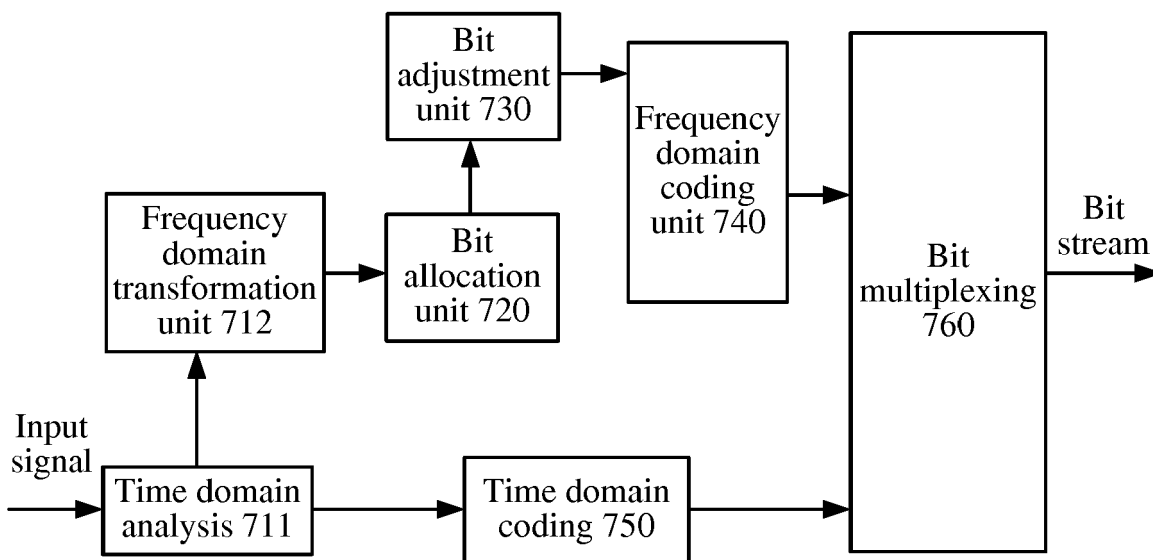 Bit
adjustment
unit 730
Frequency
domain
coding
unit 740
Frequency
domain
transformation
unit 712
Bit
allocation
unit 720
Bit
multiplexing
760
Bit
stream
Input
signal
Time domain
analysis 711
Time domain
coding 750